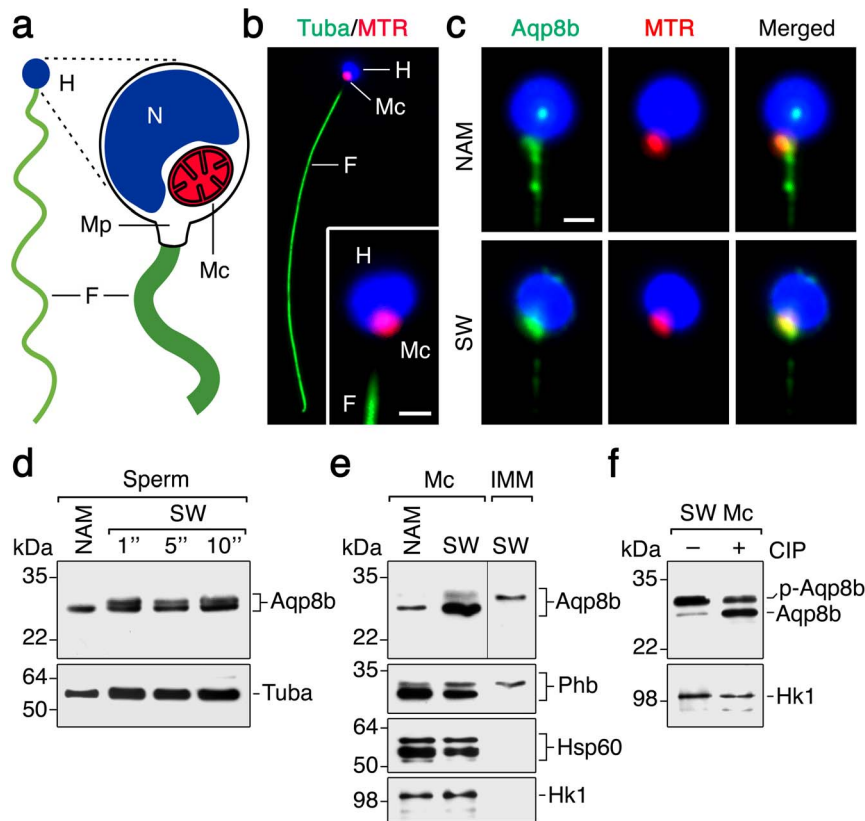 a
H
N
Mp
Mc
F
b
Tuba/MTR
H
Mc
F
H
Mc
F
c
Aqp8b
MTR
Merged
NAM
SW
d
Sperm
NAM
SW
1’’ 5’’ 10’’
kDa
35
22
Aqp8b
64
50
Tuba
e
Mc IMM
NAM
SW SW
kDa
35
22
Aqp8b
35
22
Phb
64
50
Hsp60
98
Hk1
f
SW Mc
kDa
– + CIP
35
22
p-Aqp8b
Aqp8b
98
Hk1